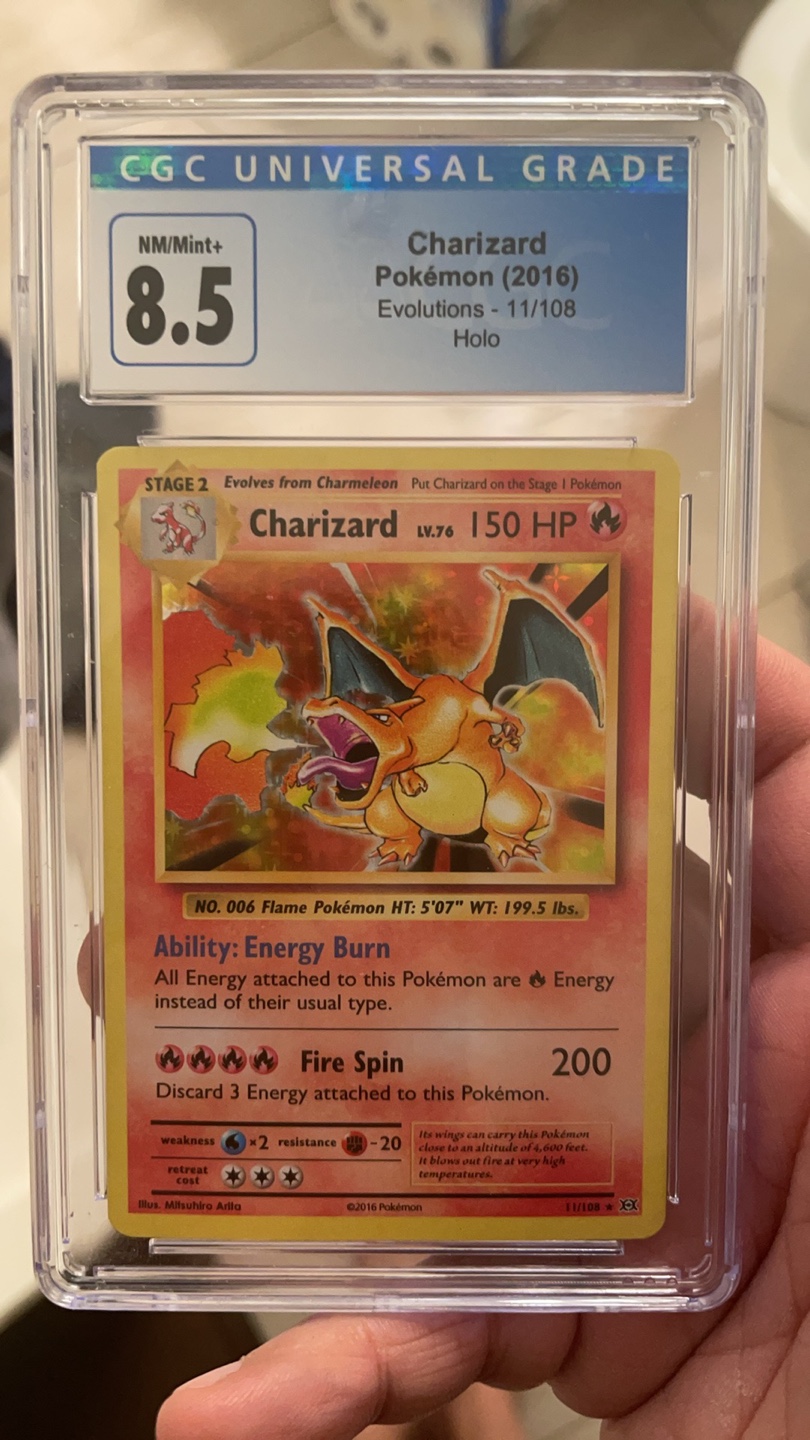 CGC UNIVERSAL GRADE
NM/Mint+
8.5
Charizard
Pokémon (2016)
Evolutions - 11/108
Holo
STAGE 2 Evolves from Charmeleon Put Charizard on the Stage 1 Pokémon
Charizard LV.76 150 HP
NO. 006 Flame Pokémon HT: 5'07" WT: 199.5 lbs.
Ability: Energy Burn
All Energy attached to this Pokémon are Energy
instead of their usual type.
Fire Spin 200
Discard 3 Energy attached to this Pokémon.
weakness ×2 resistance -20
retreat
cost
Its wings can carry this Pokémon
close to an altitude of 4,600 feet.
It blows out fire at very high
temperatures.
Illus. Mitsuhiro Arita ©2016 Pokémon 11/108 ★